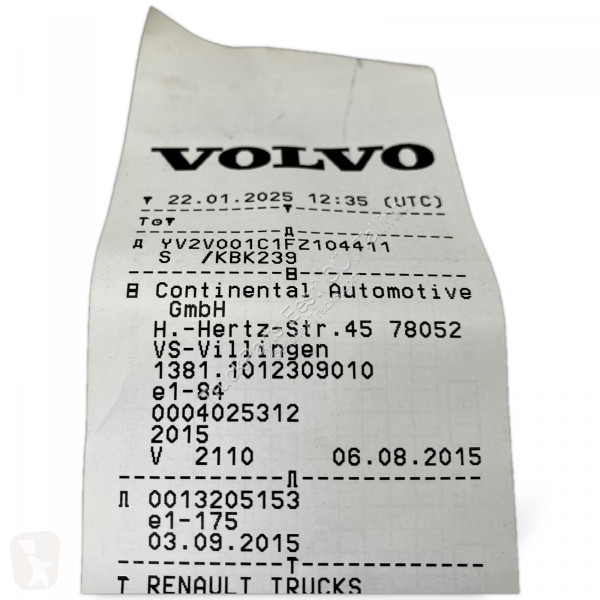 VOLVO
▼ 22.01.2025 12:35 (UTC)
YV2V001C1FZ104411
S /KBK239
Continental Automotive
GmbH
H.-Hertz-Str.45 78052
VS-Villingen
1381.1012309010
e1-84
0004025312
2015
V 2110 06.08.2015
0013205153
e1-175
03.09.2015
T RENAULT TRUCKS